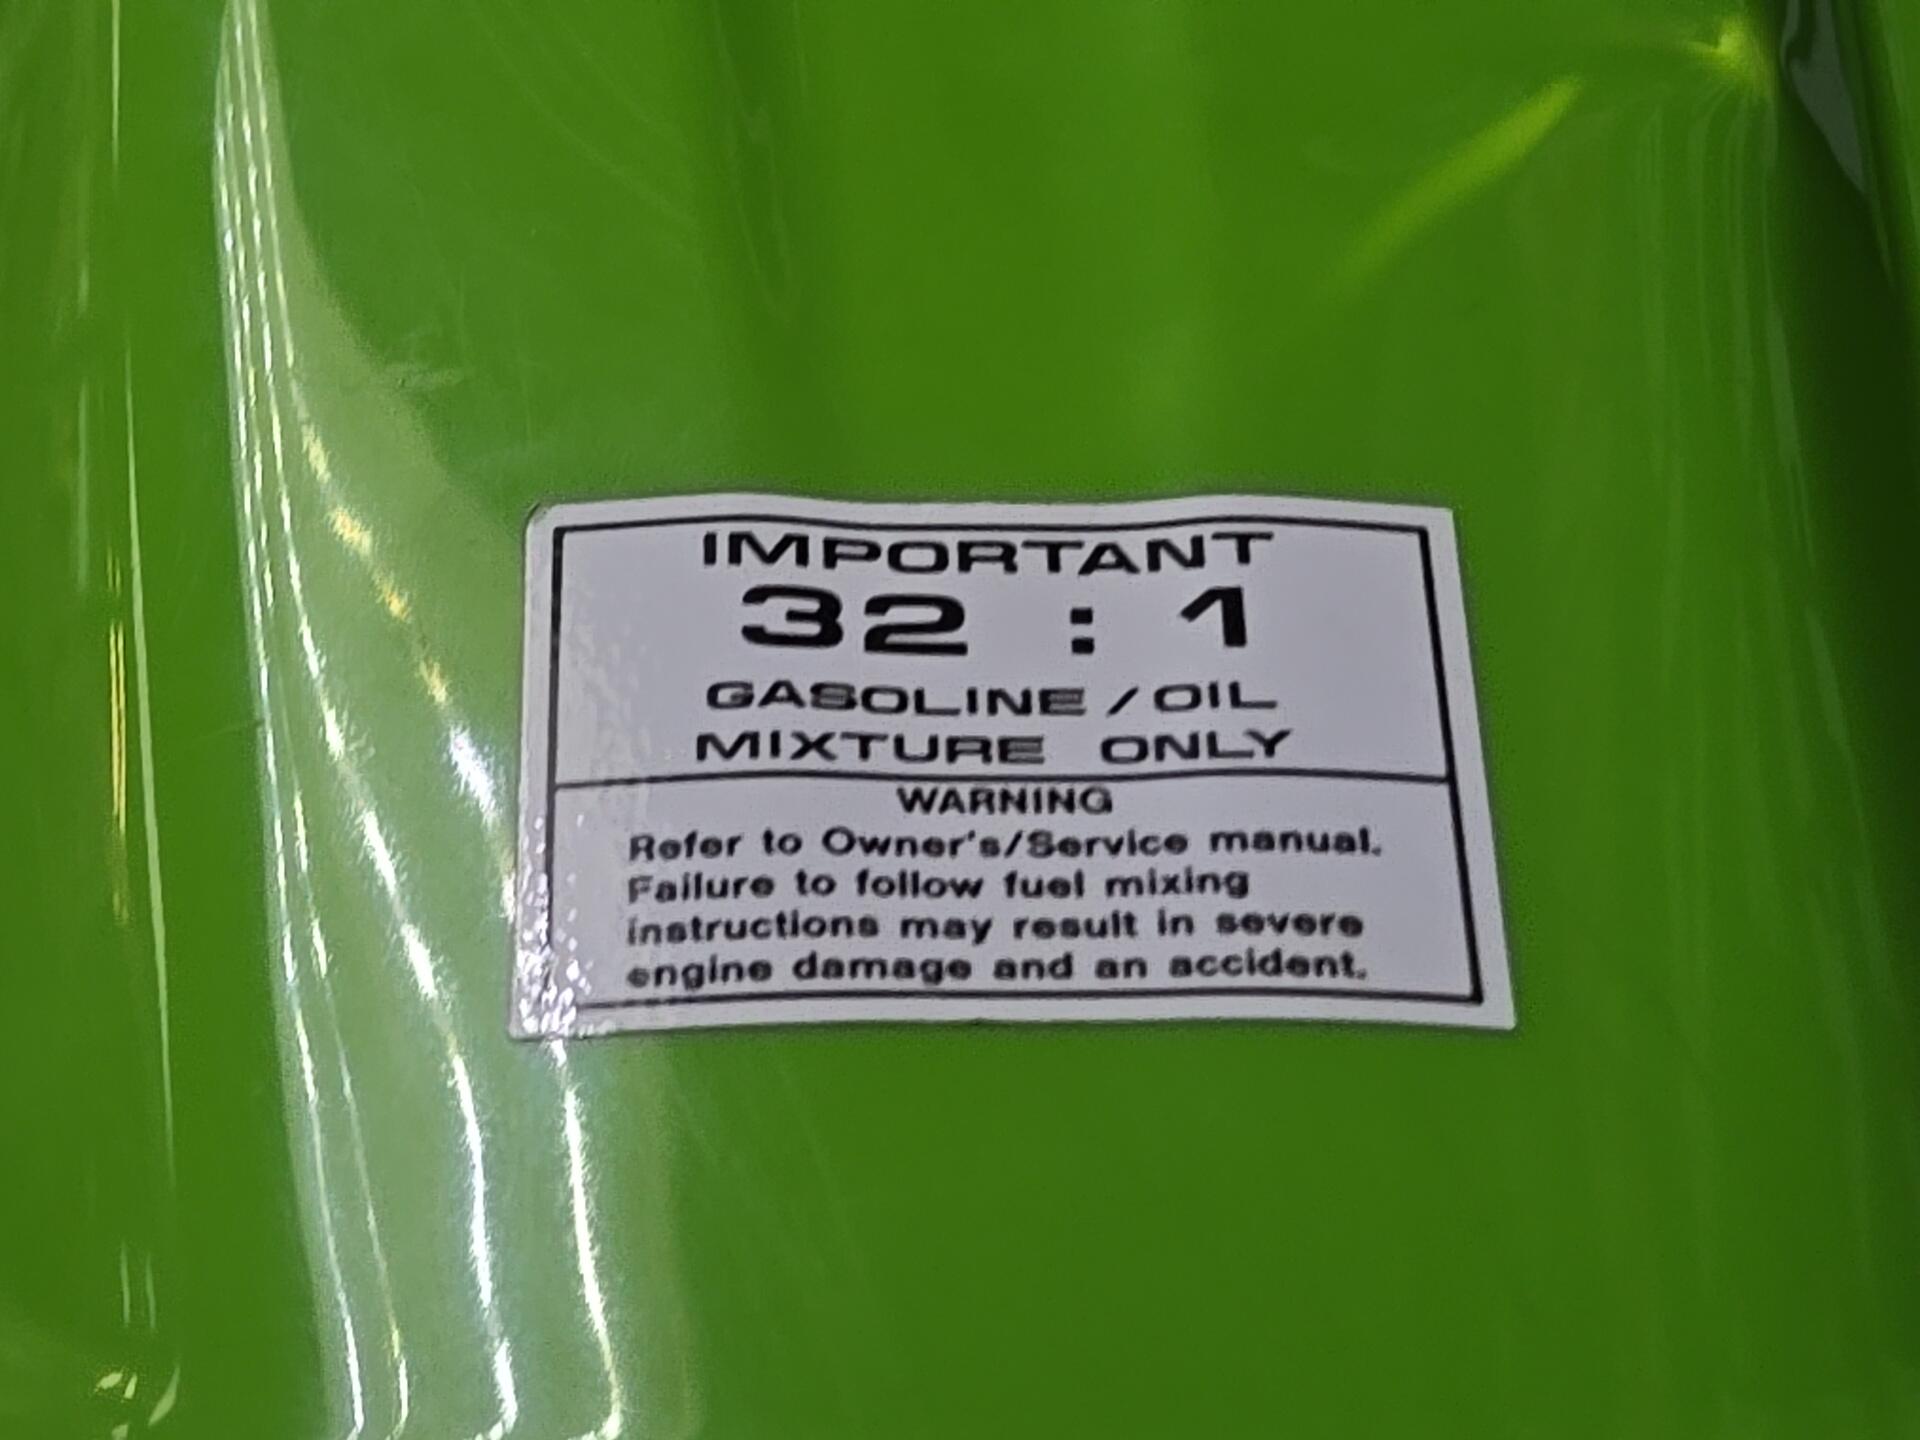 IMPORTANT
32 : 1
GASOLINE / OIL
MIXTURE ONLY
WARNING
Refer to Owner's/Service manual.
Failure to follow fuel mixing
instructions may result in severe
engine damage and an accident.